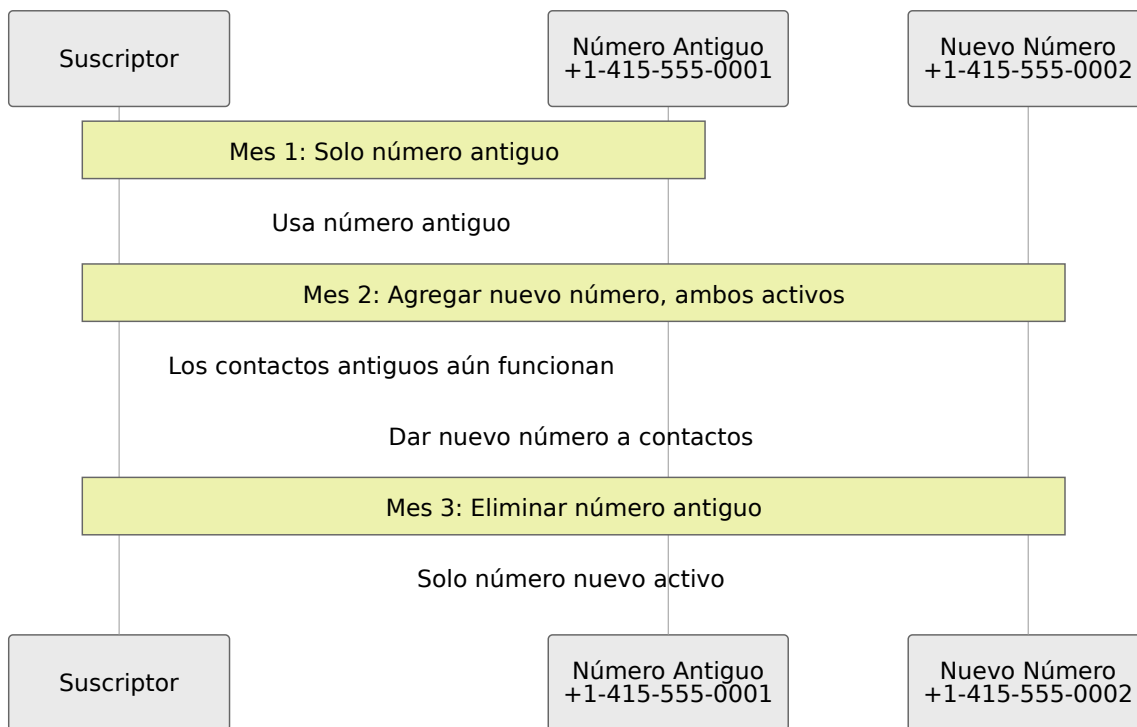 Suscriptor
Número Antiguo
+1-415-555-0001
Nuevo Número
+1-415-555-0002
Mes 1: Solo número antiguo
Usa número antiguo
Mes 2: Agregar nuevo número, ambos activos
Los contactos antiguos aún funcionan
Dar nuevo número a contactos
Mes 3: Eliminar número antiguo
Solo número nuevo activo
Suscriptor
Número Antiguo
+1-415-555-0001
Nuevo Número
+1-415-555-0002